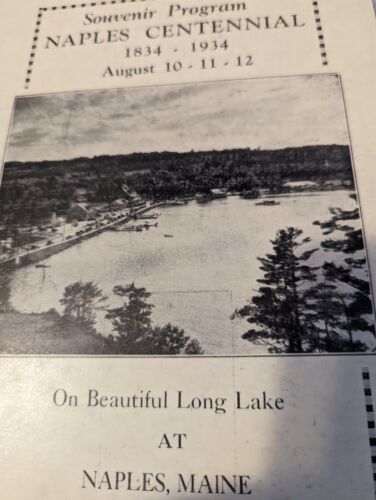 Souvenir Program
NAPLES CENTENNIAL
1834 - 1934
August 10 - 11 - 12
On Beautiful Long Lake
AT
NAPLES, MAINE